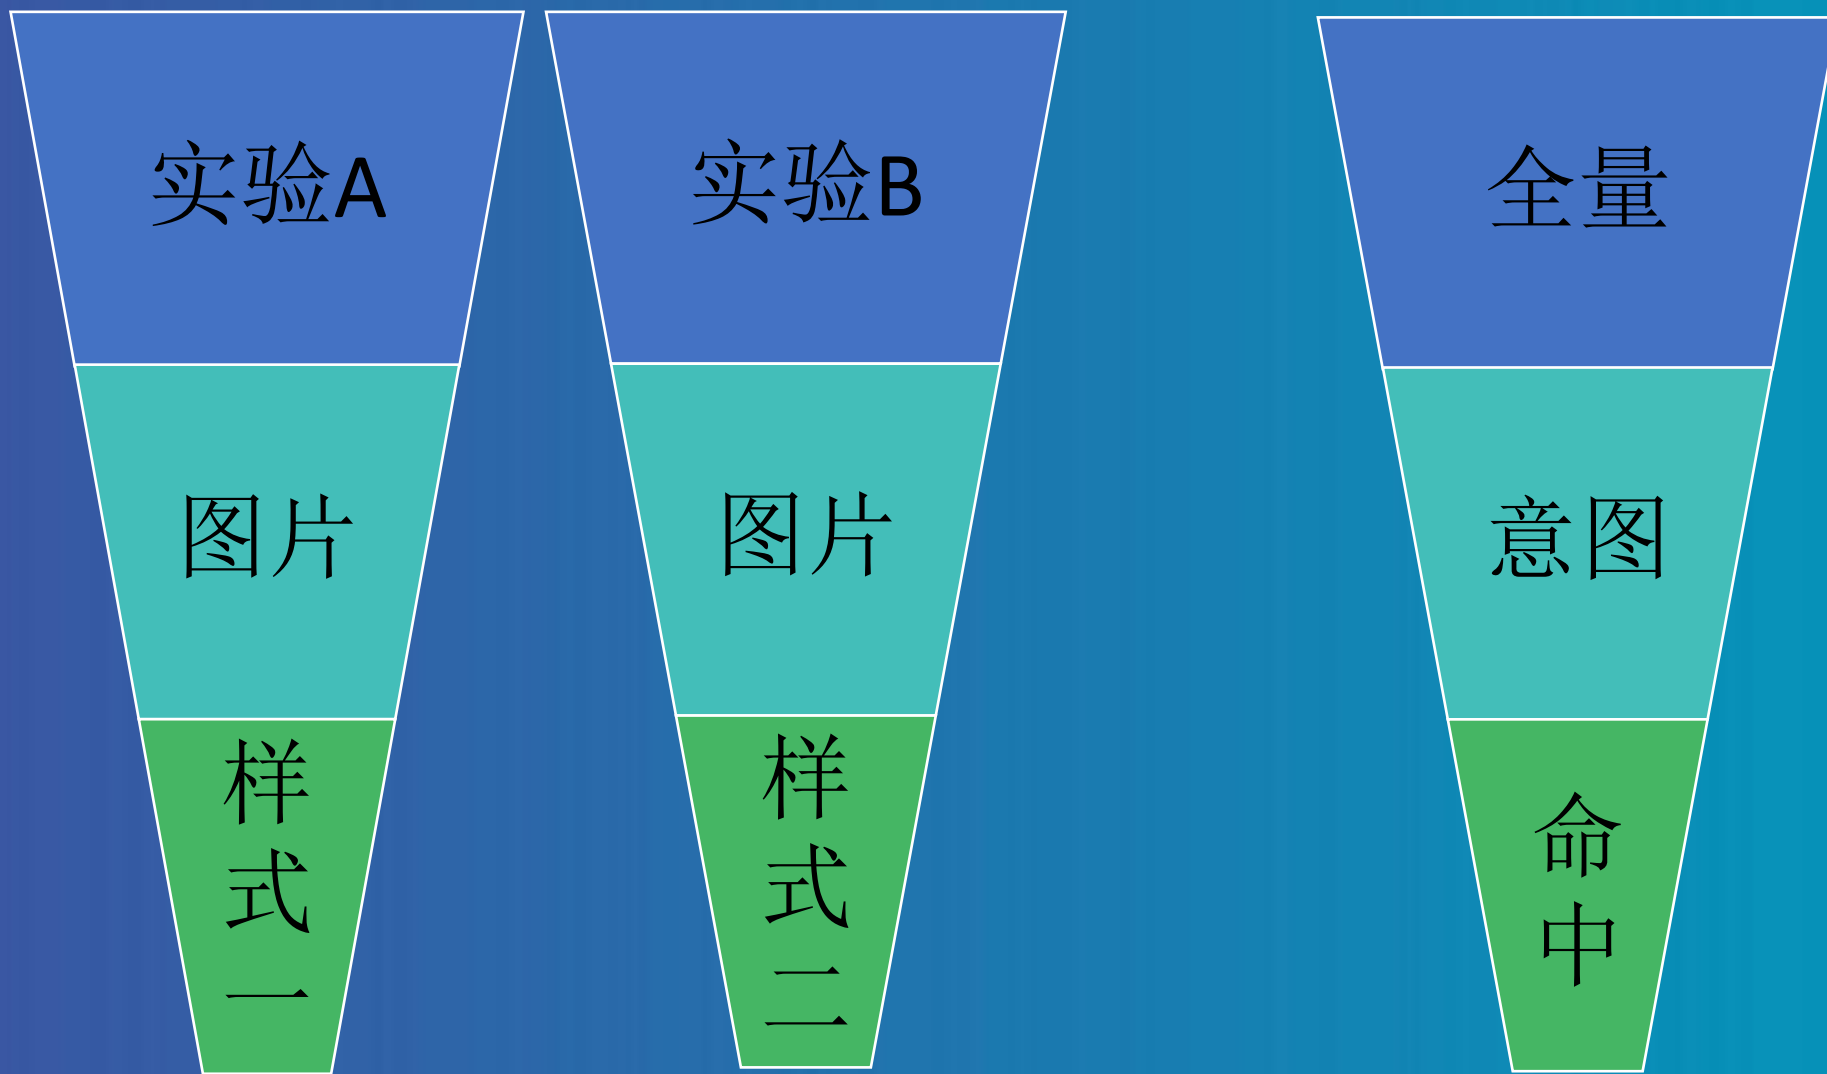 实验A
图片
样
式
一
实验B
图片
样
式
二
全量
意图
命
中